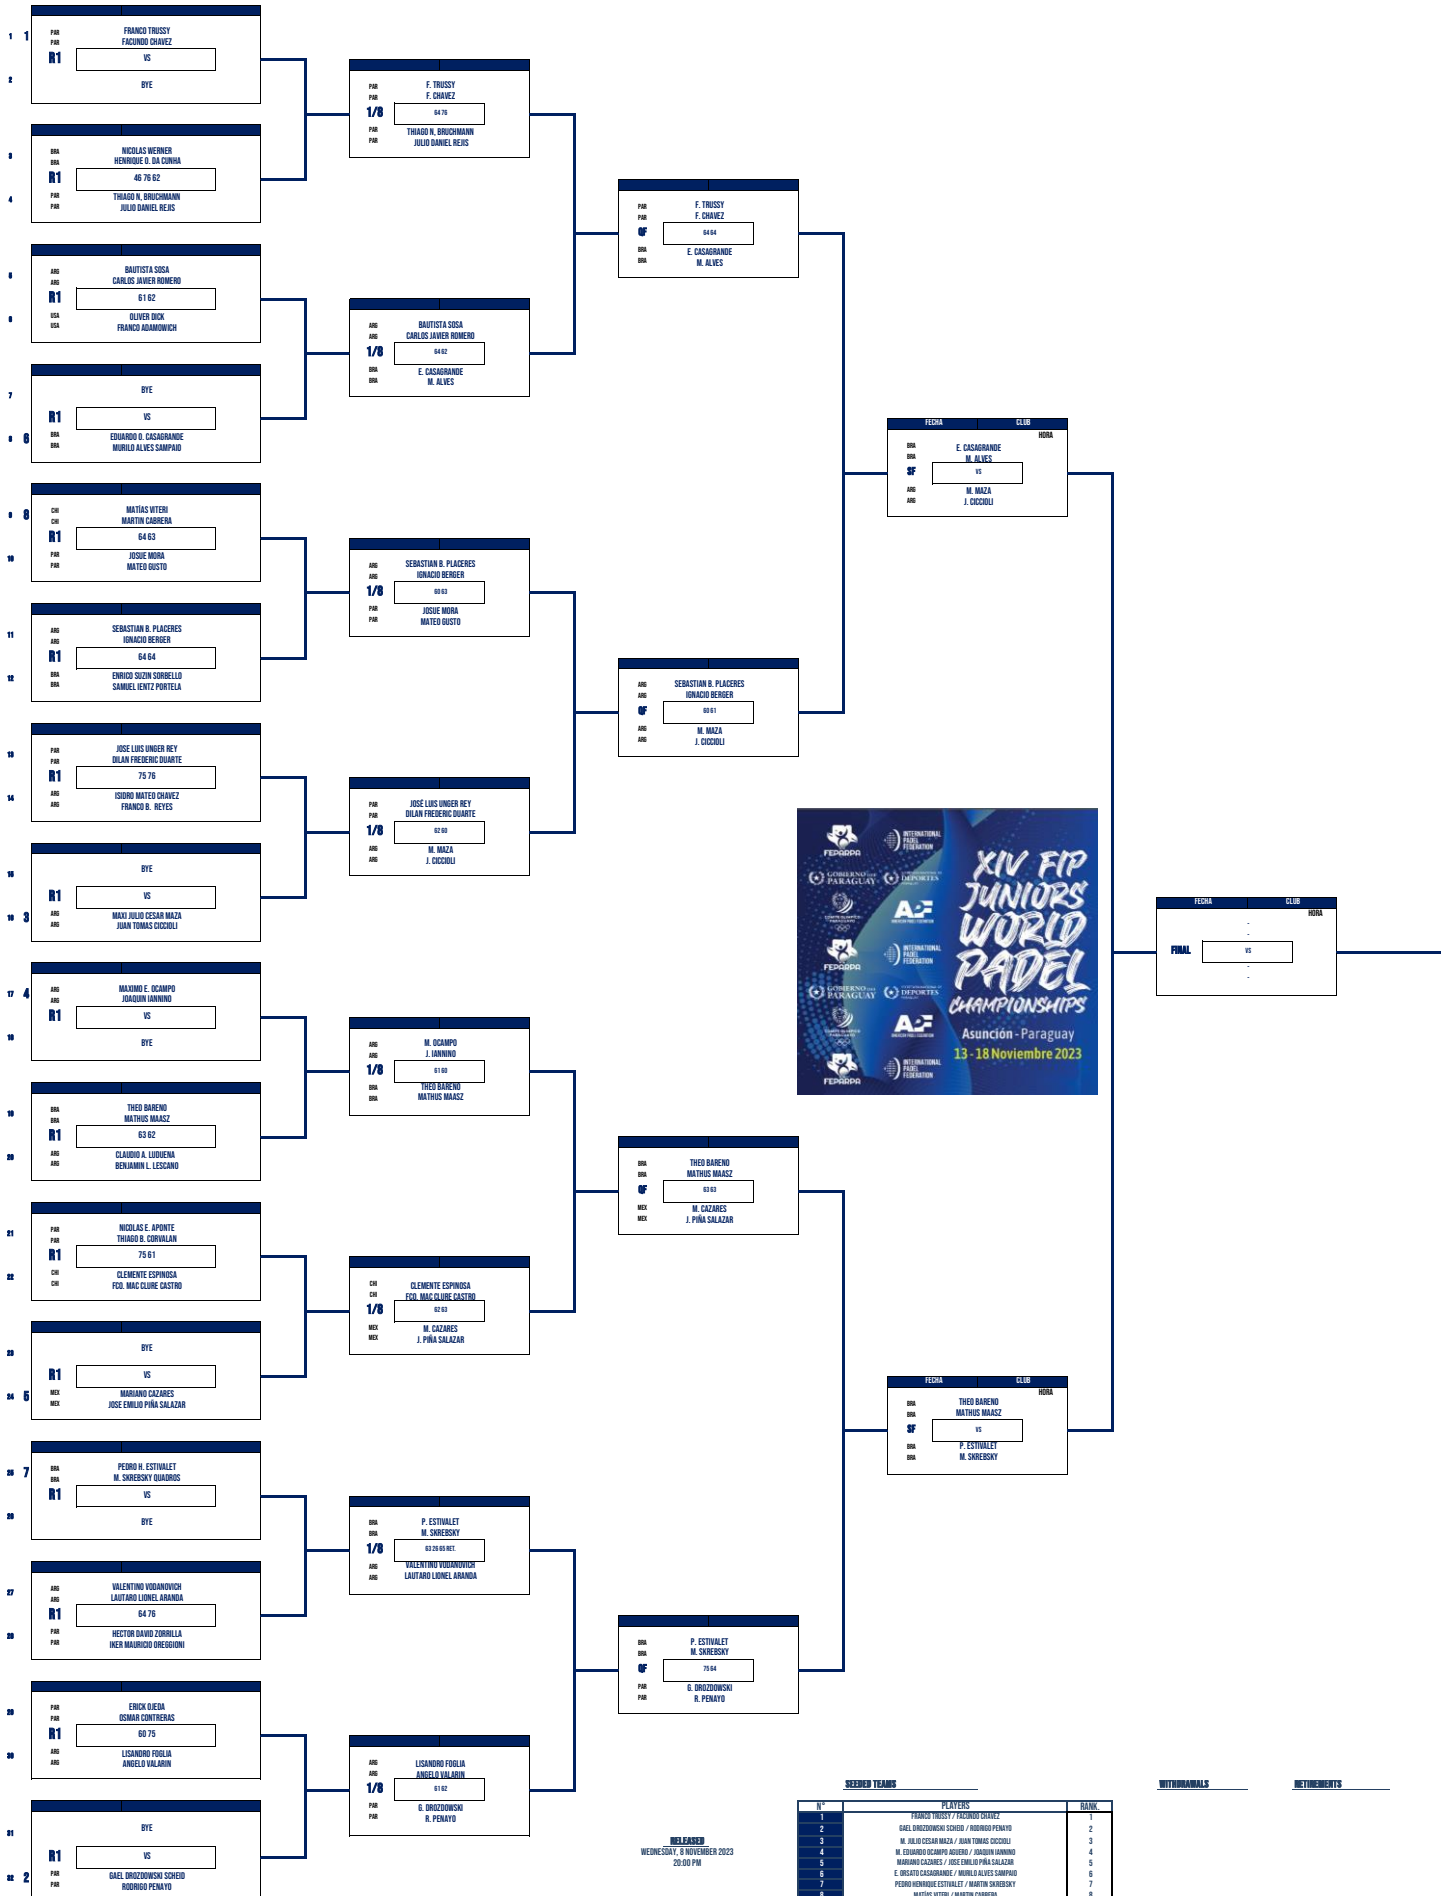 1 1
PAR
PAR
FRANCO TRUSSY
FACUNDO CHAVEZ
R1
VS
2
BYE
3
BRA
BRA
NICOLAS WERNER
HENRIQUE O. DA CUNHA
R1
46 76 62
4
PAR
PAR
THIAGO N, BRUCHMANN
JULIO DANIEL REJIS
5
ARG
ARG
BAUTISTA SOSA
CARLOS JAVIER ROMERO
R1
61 62
6
USA
USA
OLIVER DICK
FRANCO ADAMOWICH
7
BYE
R1
VS
8 6
BRA
BRA
EDUARDO O. CASAGRANDE
MURILO ALVES SAMPAIO
9 8
CHI
CHI
MATÍAS VITERI
MARTIN CABRERA
R1
64 63
10
PAR
PAR
JOSUE MORA
MATEO GUSTO
11
ARG
ARG
SEBASTIAN B. PLACERES
IGNACIO BERGER
R1
64 64
12
BRA
BRA
ENRICO SUZIN SORBELLO
SAMUEL IENTZ PORTELA
13
PAR
PAR
JOSE LUIS UNGER REY
DILAN FREDERIC DUARTE
R1
75 76
14
ARG
ARG
ISIDRO MATEO CHAVEZ
FRANCO B. REYES
15
BYE
R1
VS
16 3
ARG
ARG
MAXI JULIO CESAR MAZA
JUAN TOMAS CICCIOLI
17 4
ARG
ARG
MAXIMO E. OCAMPO
JOAQUIN IANNINO
R1
VS
18
BYE
19
BRA
BRA
THEO BARENO
MATHUS MAASZ
R1
63 62
20
ARG
ARG
CLAUDIO A. LUDUENA
BENJAMIN L. LESCANO
21
PAR
PAR
NICOLAS E. APONTE
THIAGO B. CORVALAN
R1
75 61
22
CHI
CHI
CLEMENTE ESPINOSA
FCO. MAC CLURE CASTRO
23
BYE
R1
VS
24 5
MEX
MEX
MARIANO CAZARES
JOSE EMILIO PIÑA SALAZAR
25 7
BRA
BRA
PEDRO H. ESTIVALET
M. SKREBSKY QUADROS
R1
VS
26
BYE
27
ARG
ARG
VALENTINO VODANOVICH
LAUTARO LIONEL ARANDA
R1
64 76
28
PAR
PAR
HECTOR DAVID ZORRILLA
IKER MAURICIO OREGGIONI
29
PAR
PAR
ERICK OJEDA
OSMAR CONTRERAS
R1
60 75
30
ARG
ARG
LISANDRO FOGLIA
ANGELO VALARIN
31
BYE
R1
VS
32 2
PAR
PAR
GAEL DROZDOWSKI SCHEID
RODRIGO PENAYO
PAR
PAR
F. TRUSSY
F. CHAVEZ
1/8
64 76
PAR
PAR
THIAGO N, BRUCHMANN
JULIO DANIEL REJIS
ARG
ARG
BAUTISTA SOSA
CARLOS JAVIER ROMERO
1/8
64 62
BRA
BRA
E. CASAGRANDE
M. ALVES
ARG
ARG
SEBASTIAN B. PLACERES
IGNACIO BERGER
1/8
60 63
PAR
PAR
JOSUE MORA
MATEO GUSTO
PAR
PAR
JOSÉ LUIS UNGER REY
DILAN FREDERIC DUARTE
1/8
62 60
ARG
ARG
M. MAZA
J. CICCIOLI
ARG
ARG
M. OCAMPO
J. IANNINO
1/8
61 60
BRA
BRA
THEO BARENO
MATHUS MAASZ
CHI
CHI
CLEMENTE ESPINOSA
FCO. MAC CLURE CASTRO
1/8
62 63
MEX
MEX
M. CAZARES
J. PIÑA SALAZAR
BRA
BRA
P. ESTIVALET
M. SKREBSKY
1/8
63 26 65 RET.
ARG
ARG
VALENTINO VODANOVICH
LAUTARO LIONEL ARANDA
ARG
ARG
LISANDRO FOGLIA
ANGELO VALARIN
1/8
61 62
PAR
PAR
G. DROZDOWSKI
R. PENAYO
PAR
PAR
F. TRUSSY
F. CHAVEZ
QF
64 64
BRA
BRA
E. CASAGRANDE
M. ALVES
ARG
ARG
SEBASTIAN B. PLACERES
IGNACIO BERGER
QF
60 61
ARG
ARG
M. MAZA
J. CICCIOLI
BRA
BRA
THEO BARENO
MATHUS MAASZ
QF
63 63
MEX
MEX
M. CAZARES
J. PIÑA SALAZAR
BRA
BRA
P. ESTIVALET
M. SKREBSKY
QF
75 64
PAR
PAR
G. DROZDOWSKI
R. PENAYO
FECHA CLUB
HORA
BRA
BRA
E. CASAGRANDE
M. ALVES
SF
VS
ARG
ARG
M. MAZA
J. CICCIOLI
FECHA CLUB
HORA
BRA
BRA
THEO BARENO
MATHUS MAASZ
SF
VS
BRA
BRA
P. ESTIVALET
M. SKREBSKY
FECHA CLUB
HORA
-
-
FINAL
VS
-
-
FEPARPA
INTERNATIONAL PADEL FEDERATION
GOBIERNO DEL PARAGUAY
DEPORTES
APF
FEPARPA
INTERNATIONAL PADEL FEDERATION
GOBIERNO DEL PARAGUAY
DEPORTES
APF
FEPARPA
INTERNATIONAL PADEL FEDERATION
XIV FIP
JUNIORS
WORLD
PADEL
CHAMPIONSHIPS
Asunción - Paraguay
13 - 18 Noviembre 2023
RELEASED
WEDNESDAY, 8 NOVEMBER 2023
20:00 PM
SEEDED TEAMS
N° PLAYERS RANK.
1 FRANCO TRUSSY / FACUNDO CHAVEZ 1
2 GAEL DROZDOWSKI SCHEID / RODRIGO PENAYO 2
3 M. JULIO CESAR MAZA / JUAN TOMAS CICCIOLI 3
4 M. EDUARDO OCAMPO AGUERO / JOAQUIN IANNINO 4
5 MARIANO CAZARES / JOSE EMILIO PIÑA SALAZAR 5
6 E. ORSATO CASAGRANDE / MURILO ALVES SAMPAIO 6
7 PEDRO HENRIQUE ESTIVALET / MARTIN SKREBSKY 7
8 MATÍAS VITERI / MARTIN CABRERA 8
WITHDRAWALS
RETIREMENTS